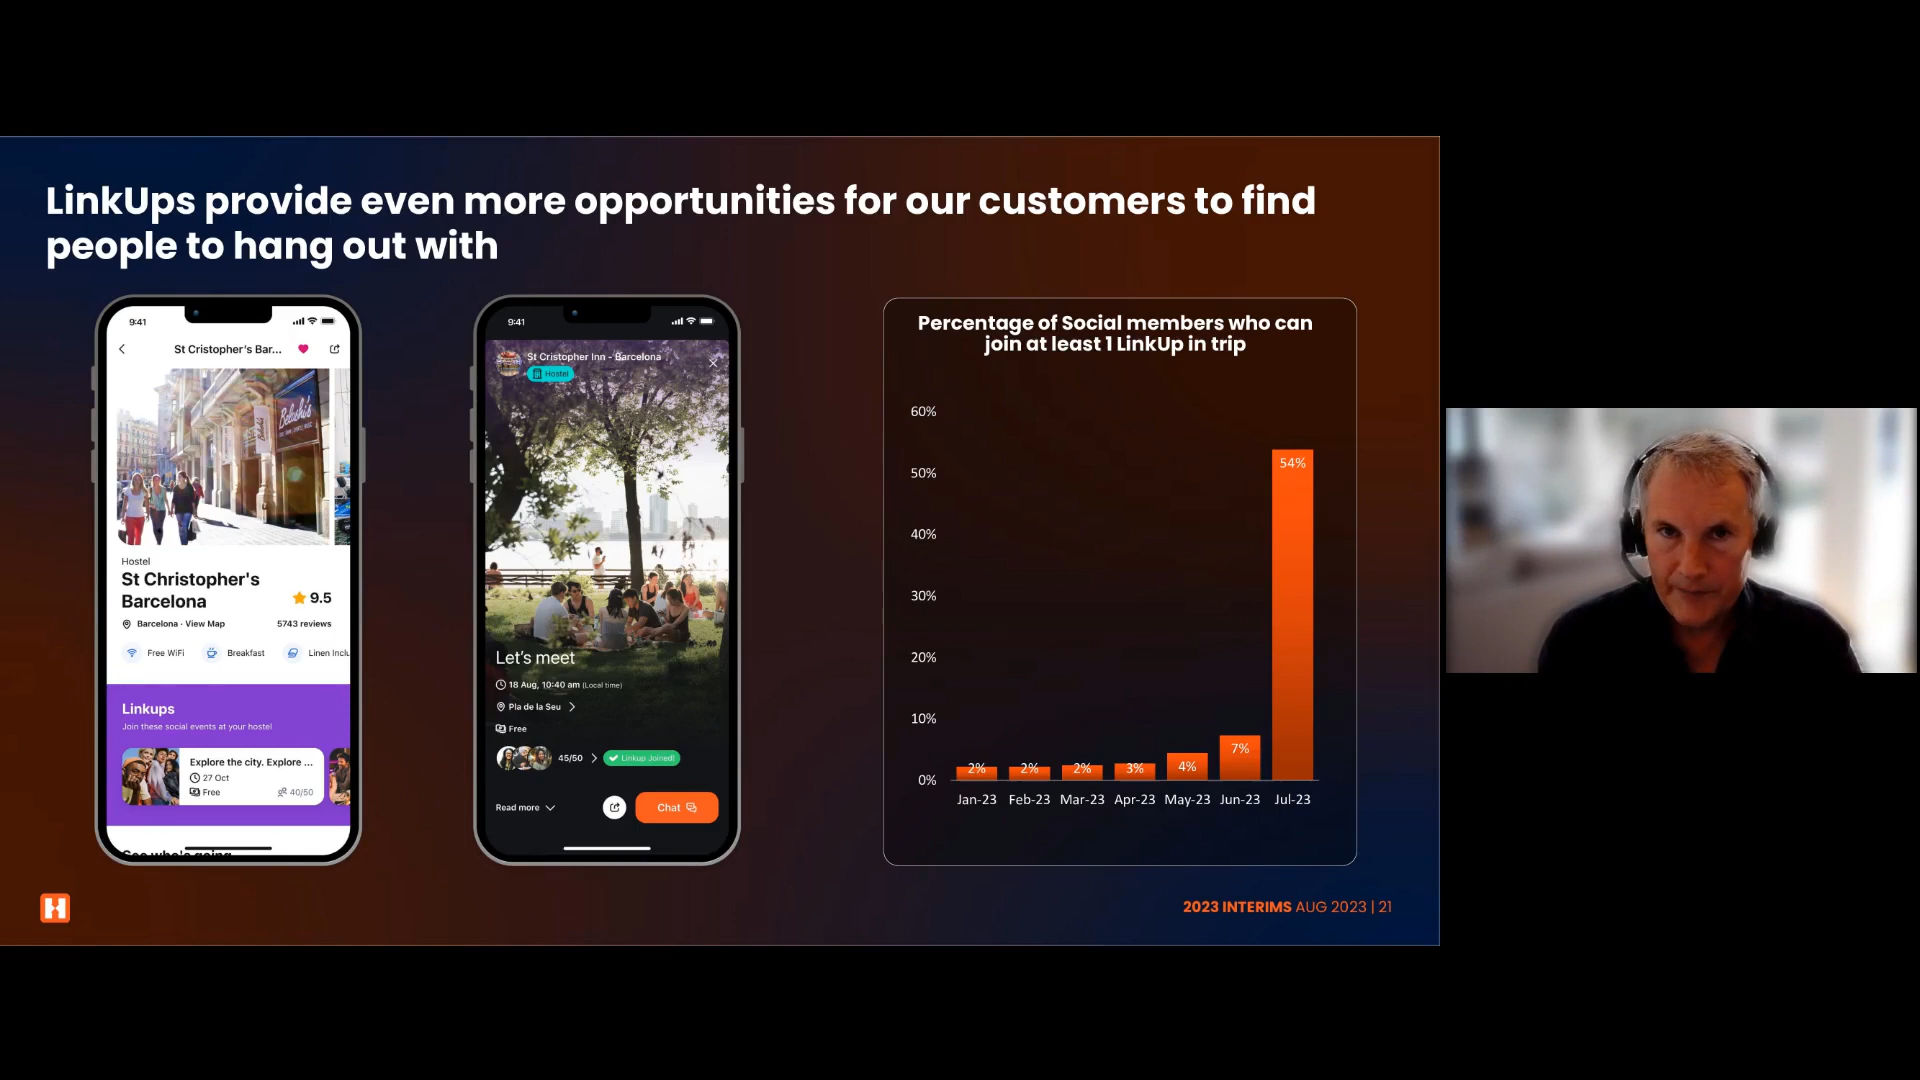 LinkUps provide even more opportunities for our customers to find
people to hang out with
9:41
St Cristopher's Bar...
Belushi's
Hostel
St Christopher's
Barcelona
9.5
Barcelona · View Map
5743 reviews
Free WiFi
Breakfast
Linen Inclu
Linkups
Join these social events at your hostel
Explore the city. Explore ...
27 Oct
Free
40/50
See who's going
9:41
St Cristopher Inn - Barcelona
Hostel
Let's meet
18 Aug, 10:40 am (Local time)
Pla de la Seu
Free
45/50
Linkup Joined!
Read more
Chat
Percentage of Social members who can
join at least 1 LinkUp in trip
60%
50%
40%
30%
20%
10%
0%
2%
2%
2%
3%
4%
7%
54%
Jan-23 Feb-23 Mar-23 Apr-23 May-23 Jun-23 Jul-23
H
2023 INTERIMS AUG 2023 | 21